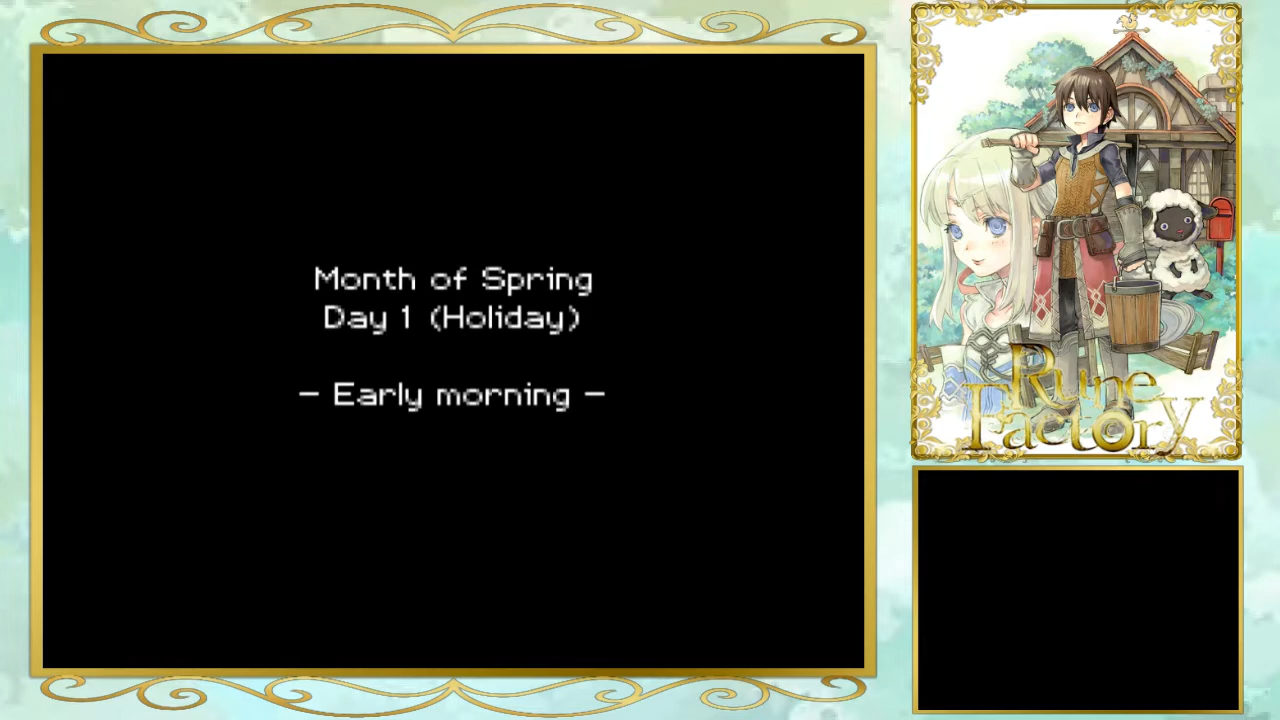 Month of Spring
Day 1 (Holiday)
– Early morning –
Rune
Factory